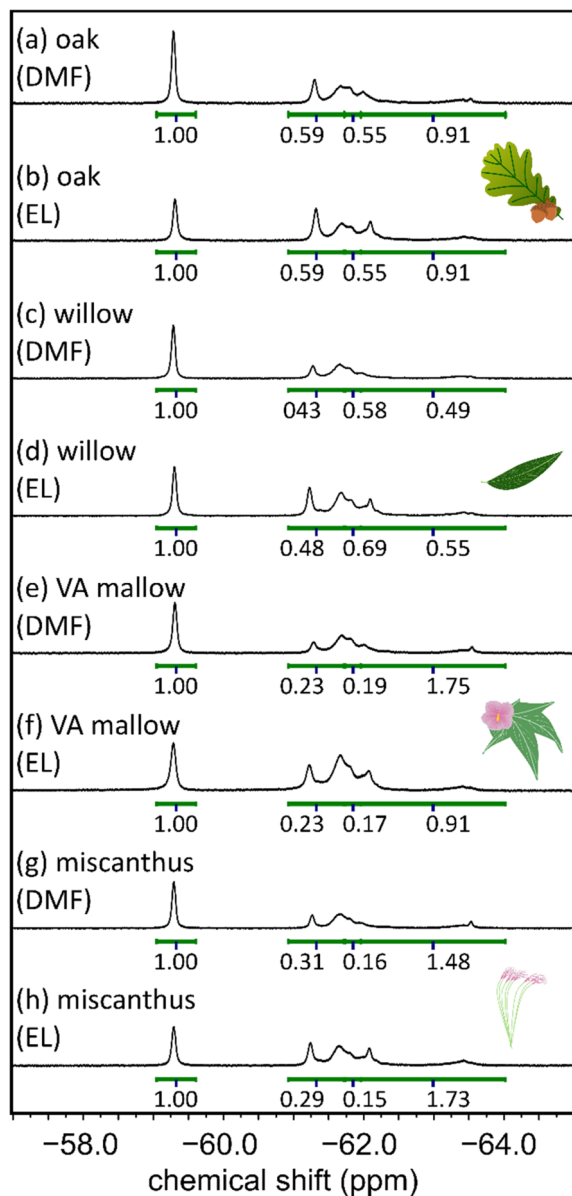 (a) oak
(DMF)
1.00 0.59 0.55 0.91
(b) oak
(EL)
1.00 0.59 0.55 0.91
(c) willow
(DMF)
1.00 043 0.58 0.49
(d) willow
(EL)
1.00 0.48 0.69 0.55
(e) VA mallow
(DMF)
1.00 0.23 0.19 1.75
(f) VA mallow
(EL)
1.00 0.23 0.17 0.91
(g) miscanthus
(DMF)
1.00 0.31 0.16 1.48
(h) miscanthus
(EL)
1.00 0.29 0.15 1.73
−58.0 −60.0 −62.0 −64.0
chemical shift (ppm)